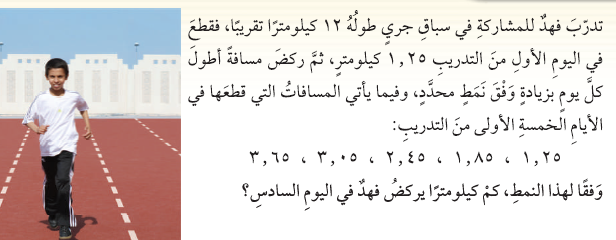 تدرّبَ فهدٌ للمشاركةِ في سباقِ جريٍ طولُهُ ١٢ كيلومترًا تقريبًا، فقطعَ
في اليومِ الأولِ منَ التدريبِ ١,٢٥ كيلومترٍ، ثمَّ ركضَ مسافةً أطولَ
كلَّ يومٍ بزيادةٍ وَفْقَ نَمَطٍ محدَّدٍ، وفيما يأتي المسافاتُ التي قطعَها في
الأيامِ الخمسةِ الأولى منَ التدريبِ:
١,٢٥ ، ١,٨٥ ، ٢,٤٥ ، ٣,٠٥ ، ٣,٦٥
وَفقًا لهذا النمطِ، كمْ كيلومترًا يركضُ فهدٌ في اليومِ السادسِ؟